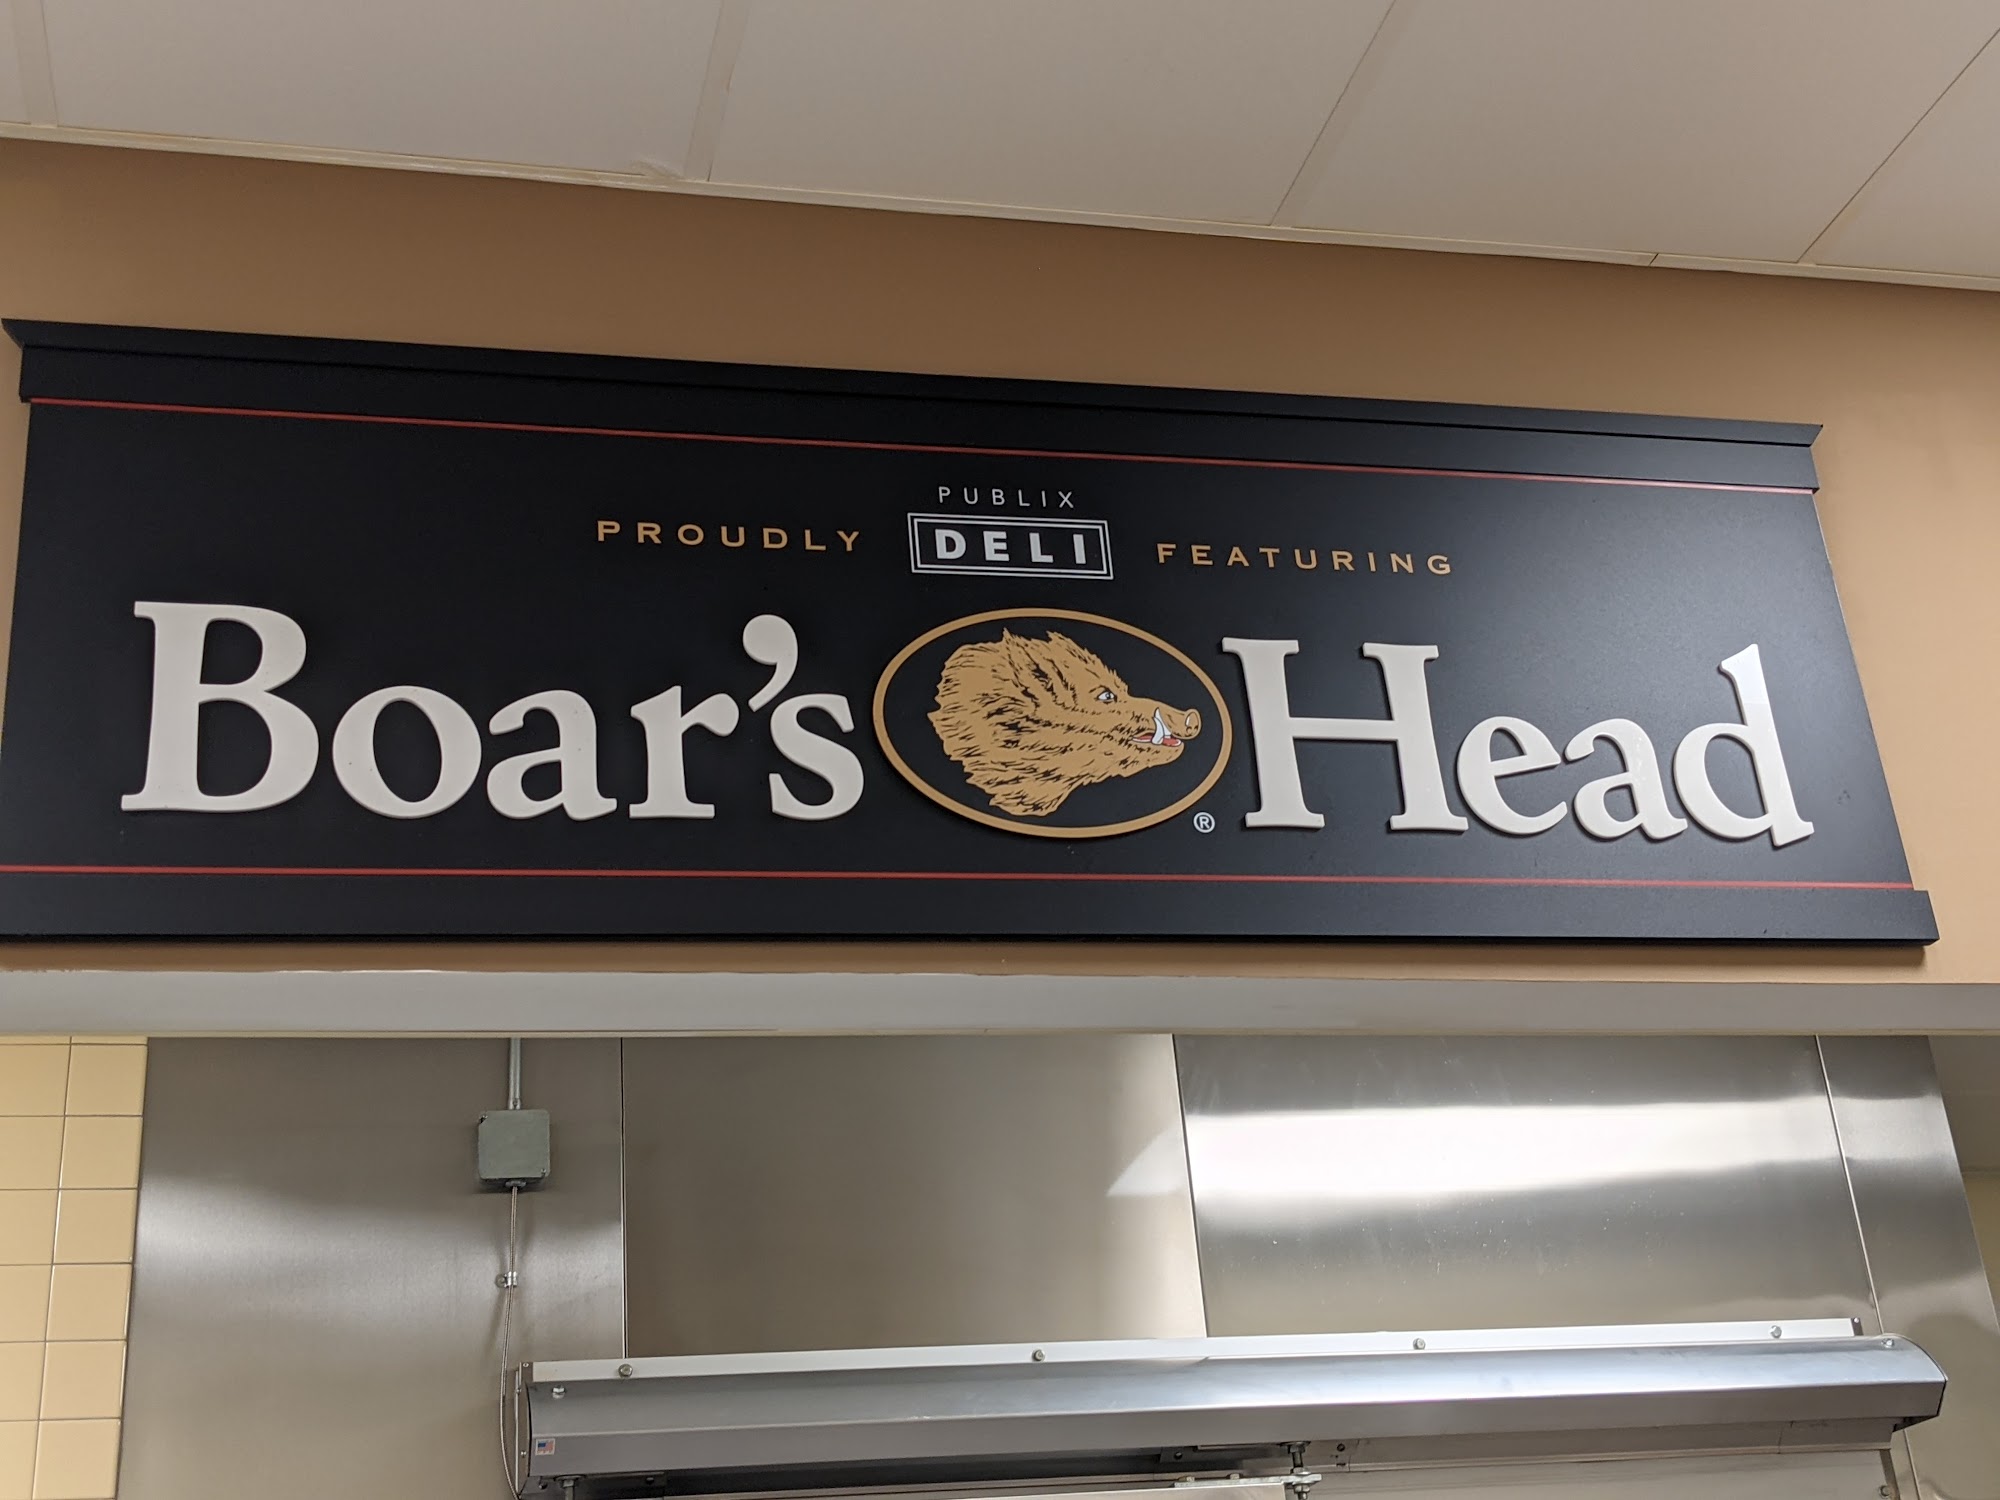 PUBLIX
PROUDLY DELI FEATURING
Boar's Head ®